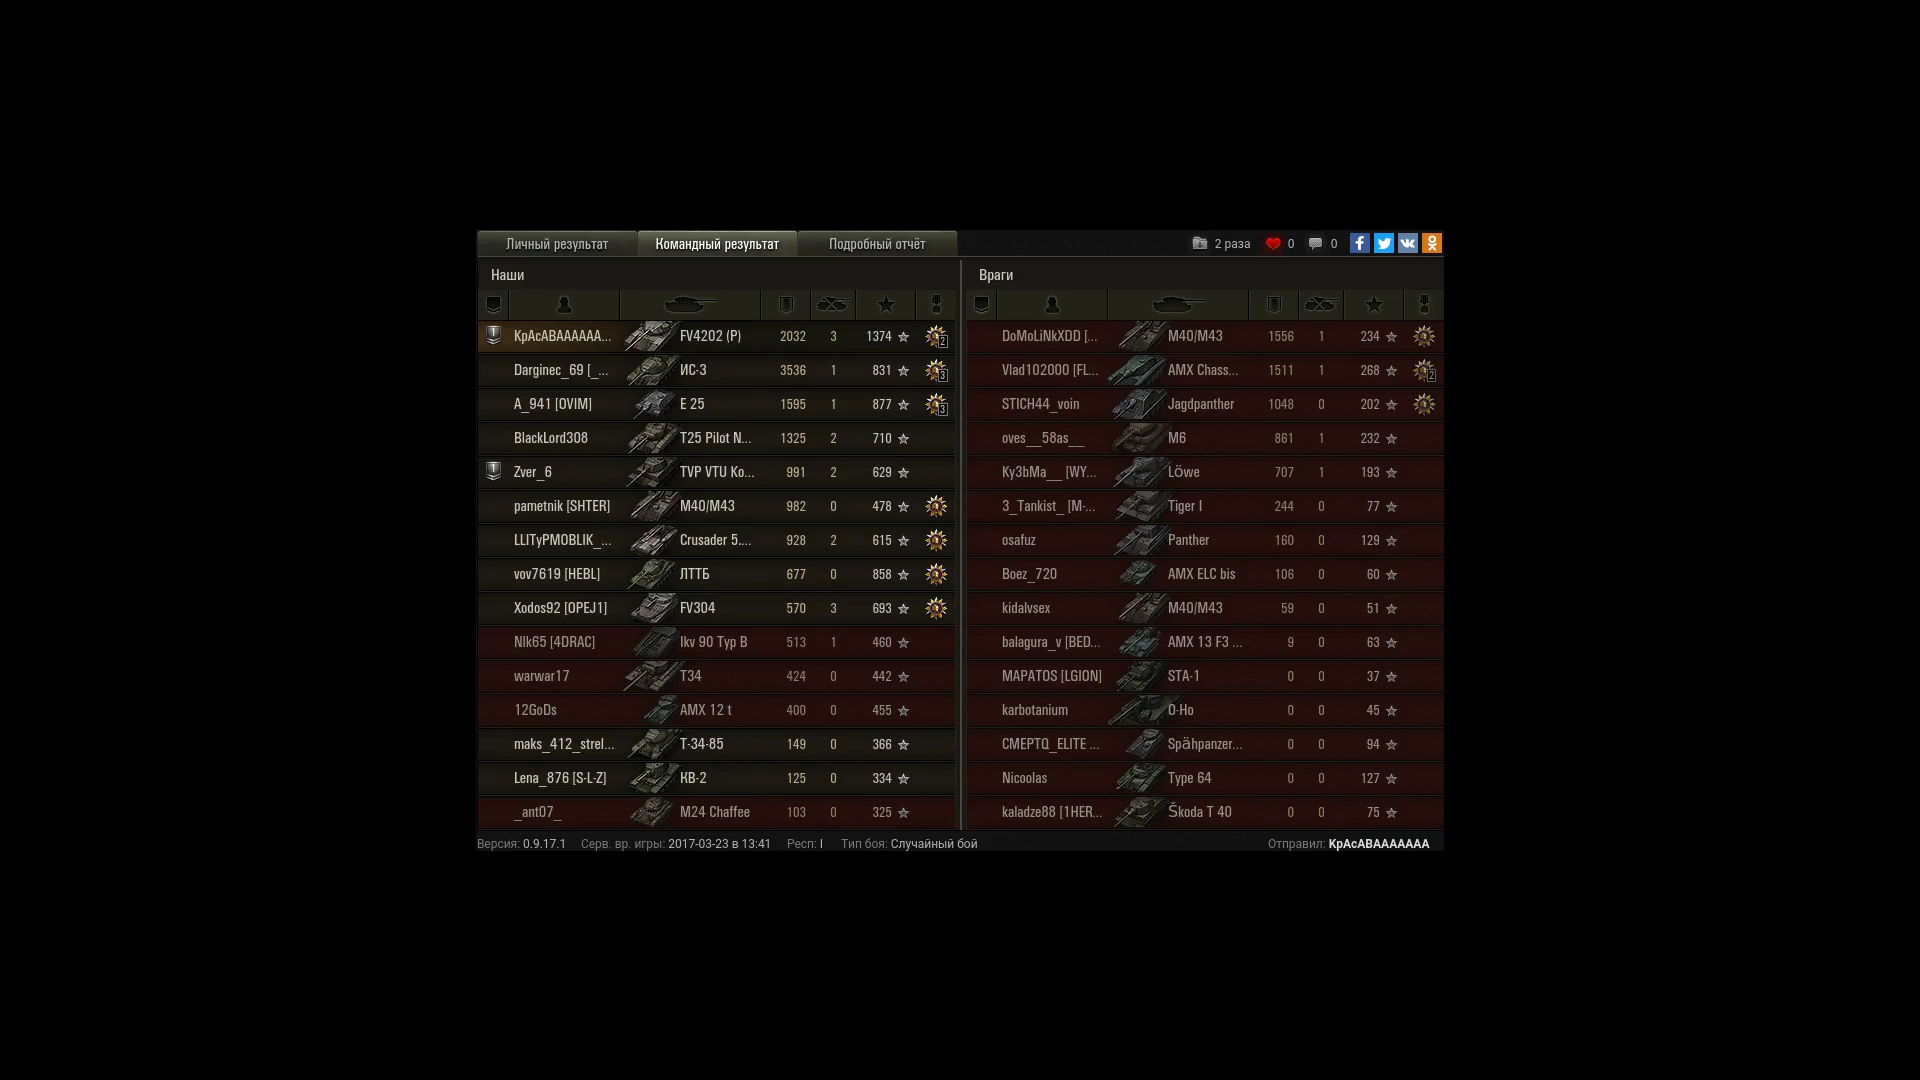 Личный результат Командный результат Подробный отчёт 2 раза 0 0
Наши Враги
1 KpAcABAAAAAA... FV4202 (P) 2032 3 1374 2 DoMoLiNkXDD [... M40/M43 1556 1 234
Darginec_69 [_... ИС-3 3536 1 831 3 Vlad102000 [FL... AMX Chass... 1511 1 268 2
A_941 [OVIM] E 25 1595 1 877 3 STICH44_voin Jagdpanther 1048 0 202
BlackLord308 T25 Pilot N... 1325 2 710 oves__58as__ M6 861 1 232
1 Zver_6 TVP VTU Ko... 991 2 629 Ky3bMa__ [WY... Löwe 707 1 193
pametnik [SHTER] M40/M43 982 0 478 3_Tankist_ [M-... Tiger I 244 0 77
LLITyPMOBLIK_... Crusader 5.... 928 2 615 osafuz Panther 160 0 129
vov7619 [HEBL] ЛТТБ 677 0 858 Boez_720 AMX ELC bis 106 0 60
Xodos92 [OPEJ1] FV304 570 3 693 kidalvsex M40/M43 59 0 51
NIk65 [4DRAC] Ikv 90 Typ B 513 1 460 balagura_v [BED... AMX 13 F3 ... 9 0 63
warwar17 T34 424 0 442 MAPATOS [LGION] STA-1 0 0 37
12GoDs AMX 12 t 400 0 455 karbotanium O-Ho 0 0 45
maks_412_strel... Т-34-85 149 0 366 CMEPTQ_ELITE ... Spähpanzer... 0 0 94
Lena_876 [S-L-Z] КВ-2 125 0 334 Nicoolas Type 64 0 0 127
_ant07_ M24 Chaffee 103 0 325 kaladze88 [1HER... Škoda T 40 0 0 75
Версия: 0.9.17.1 Серв. вр. игры: 2017-03-23 в 13:41 Респ: I Тип боя: Случайный бой Отправил: KpAcABAAAAAAA